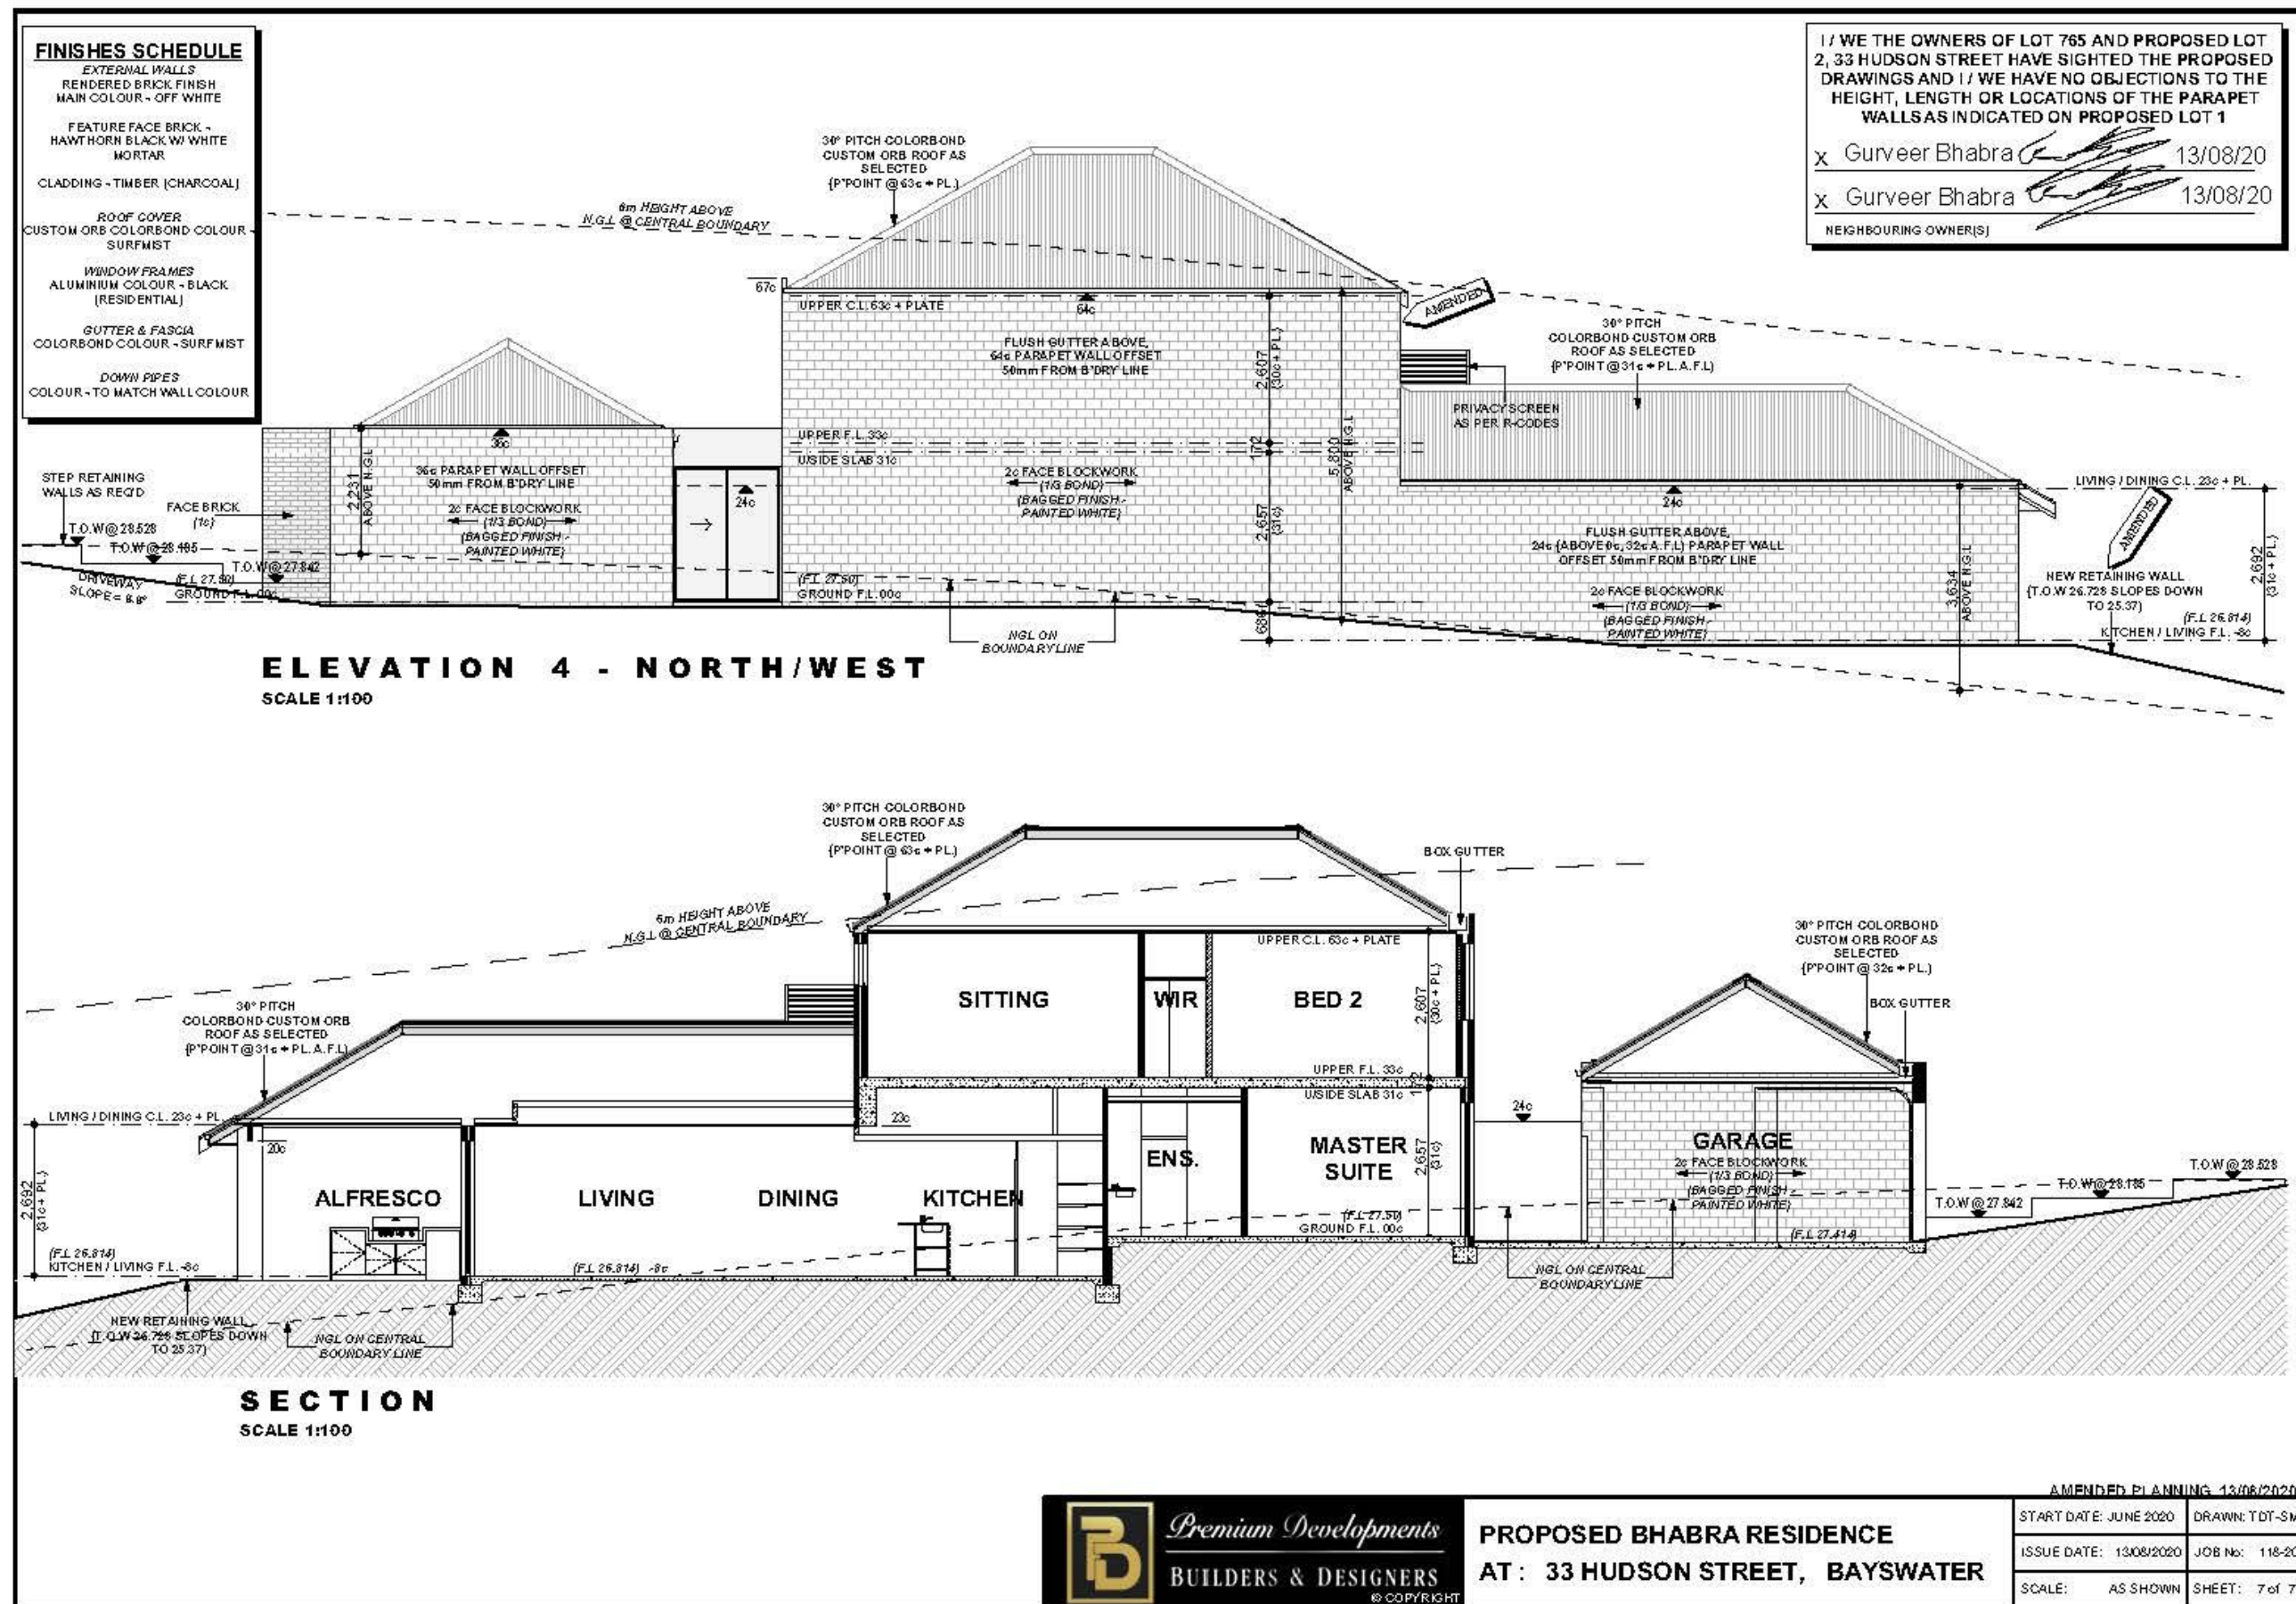 FINISHES SCHEDULE
EXTERNAL WALLS
RENDERED BRICK FINISH
MAIN COLOUR - OFF WHITE
FEATURE FACE BRICK -
HAWTHORN BLACK W/ WHITE
MORTAR
CLADDING - TIMBER (CHARCOAL)
ROOF COVER
CUSTOM ORB COLORBOND COLOUR -
SURFMIST
WINDOW FRAMES
ALUMINIUM COLOUR - BLACK
(RESIDENTIAL)
GUTTER & FASCIA
COLORBOND COLOUR - SURFMIST
DOWN PIPES
COLOUR - TO MATCH WALL COLOUR
I / WE THE OWNERS OF LOT 765 AND PROPOSED LOT
2, 33 HUDSON STREET HAVE SIGHTED THE PROPOSED
DRAWINGS AND I / WE HAVE NO OBJECTIONS TO THE
HEIGHT, LENGTH OR LOCATIONS OF THE PARAPET
WALLS AS INDICATED ON PROPOSED LOT 1
x Gurveer Bhabra 13/08/20
x Gurveer Bhabra 13/08/20
NEIGHBOURING OWNER(S)
30° PITCH COLORBOND
CUSTOM ORB ROOF AS
SELECTED
(P'POINT @ 63c + PL.)
6m HEIGHT ABOVE
N.G.L @ CENTRAL BOUNDARY
67c
UPPER C.L. 63c + PLATE
64c
FLUSH GUTTER ABOVE,
64c PARAPET WALL OFFSET
50mm FROM B'DRY LINE
2,607
(30c + PL.)
AMENDED
30° PITCH
COLORBOND CUSTOM ORB
ROOF AS SELECTED
(P'POINT @ 31c + PL. A.F.L)
PRIVACY SCREEN
AS PER R-CODES
UPPER F.L. 33c
U/SIDE SLAB 31c
172
5,800
ABOVE N.G.L
2c FACE BLOCKWORK
(1/3 BOND)
(BAGGED FINISH -
PAINTED WHITE)
2,657
(31c)
36c
36c PARAPET WALL OFFSET
50mm FROM B'DRY LINE
2c FACE BLOCKWORK
(1/3 BOND)
(BAGGED FINISH -
PAINTED WHITE)
2,231
ABOVE N.G.L
24c
STEP RETAINING
WALLS AS REQ'D
FACE BRICK
(1c)
T.O.W @ 28.528
T.O.W @ 28.185
T.O.W @ 27.842
DRIVEWAY
SLOPE = 8.8°
(F.L 27.50)
GROUND F.L. 00c
(F.L 27.50)
GROUND F.L. 00c
NGL ON
BOUNDARY LINE
686
24c
FLUSH GUTTER ABOVE,
24c (ABOVE 0c, 32c A.F.L) PARAPET WALL
OFFSET 50mm FROM B'DRY LINE
2c FACE BLOCKWORK
(1/3 BOND)
(BAGGED FINISH -
PAINTED WHITE)
3,634
ABOVE N.G.L
LIVING / DINING C.L. 23c + PL.
AMENDED
2,692
(31c + PL.)
NEW RETAINING WALL
(T.O.W 26.728 SLOPES DOWN
TO 25.37)
(F.L 26.814)
KITCHEN / LIVING F.L. -8c
ELEVATION 4 - NORTH/WEST
SCALE 1:100
30° PITCH COLORBOND
CUSTOM ORB ROOF AS
SELECTED
(P'POINT @ 63c + PL.)
BOX GUTTER
6m HEIGHT ABOVE
N.G.L @ CENTRAL BOUNDARY
UPPER C.L. 63c + PLATE
SITTING
WIR
BED 2
2,607
(30c + PL.)
UPPER F.L. 33c
U/SIDE SLAB 31c
172
30° PITCH COLORBOND
CUSTOM ORB ROOF AS
SELECTED
(P'POINT @ 32c + PL.)
BOX GUTTER
30° PITCH
COLORBOND CUSTOM ORB
ROOF AS SELECTED
(P'POINT @ 31c + PL. A.F.L)
LIVING / DINING C.L. 23c + PL.
20c
23c
24c
2,692
(31c + PL.)
ALFRESCO
LIVING
DINING
KITCHEN
ENS.
MASTER
SUITE
2,657
(31c)
GARAGE
2c FACE BLOCKWORK
(1/3 BOND)
(BAGGED FINISH -
PAINTED WHITE)
T.O.W @ 28.528
T.O.W @ 28.185
T.O.W @ 27.842
(F.L 27.50)
GROUND F.L. 00c
(F.L 27.414)
(F.L 26.814)
KITCHEN / LIVING F.L. -8c
(F.L 26.814) -8c
NGL ON CENTRAL
BOUNDARY LINE
NEW RETAINING WALL
(T.O.W 26.728 SLOPES DOWN
TO 25.37)
NGL ON CENTRAL
BOUNDARY LINE
SECTION
SCALE 1:100
AMENDED PLANNING 13/08/2020
PD
Premium Developments
BUILDERS & DESIGNERS
© COPYRIGHT
PROPOSED BHABRA RESIDENCE
AT : 33 HUDSON STREET, BAYSWATER
START DATE: JUNE 2020
DRAWN: TDT-SM
ISSUE DATE: 13/08/2020
JOB No: 118-20
SCALE: AS SHOWN
SHEET: 7 of 7